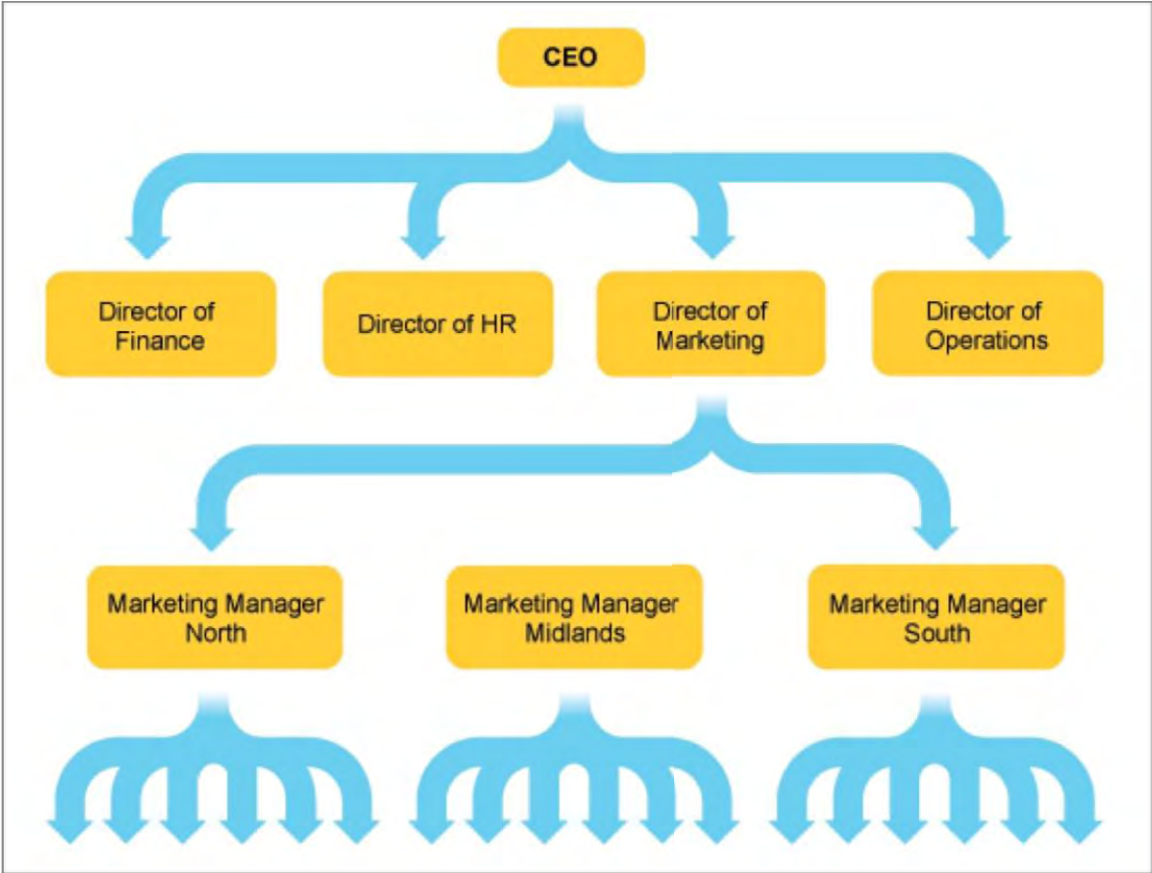 CEO
Director of
Finance
Director of HR
Director of
Marketing
Director of
Operations
Marketing Manager
North
Marketing Manager
Midlands
Marketing Manager
South